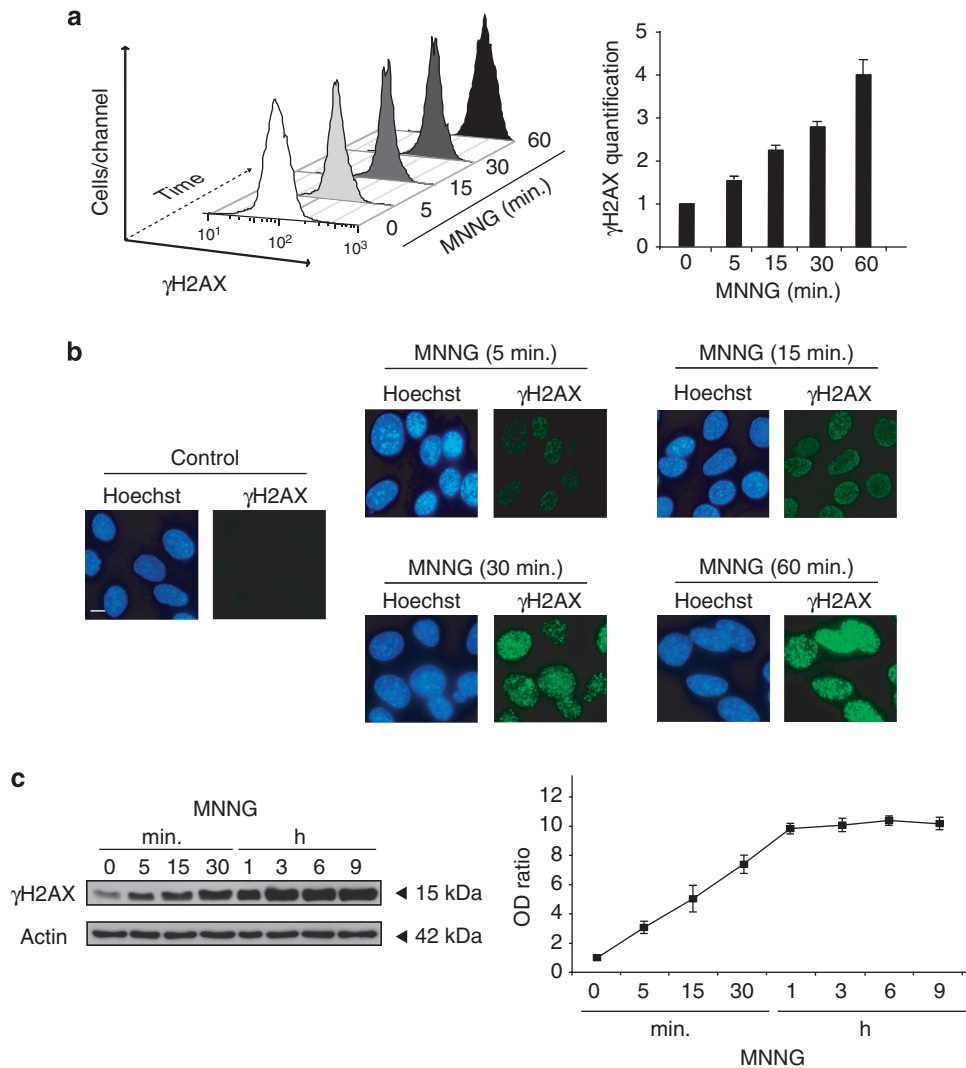 a
Cells/channel
Time
10¹ 10² 10³
γH2AX
0 5 15 30 60
MNNG (min.)
γH2AX quantification
5
4
3
2
1
0
0 5 15 30 60
MNNG (min.)
b
Control
Hoechst γH2AX
MNNG (5 min.)
Hoechst γH2AX
MNNG (15 min.)
Hoechst γH2AX
MNNG (30 min.)
Hoechst γH2AX
MNNG (60 min.)
Hoechst γH2AX
c
MNNG
min. h
0 5 15 30 1 3 6 9
γH2AX ◄ 15 kDa
Actin ◄ 42 kDa
OD ratio
12
10
8
6
4
2
0
0 5 15 30 1 3 6 9
min. h
MNNG